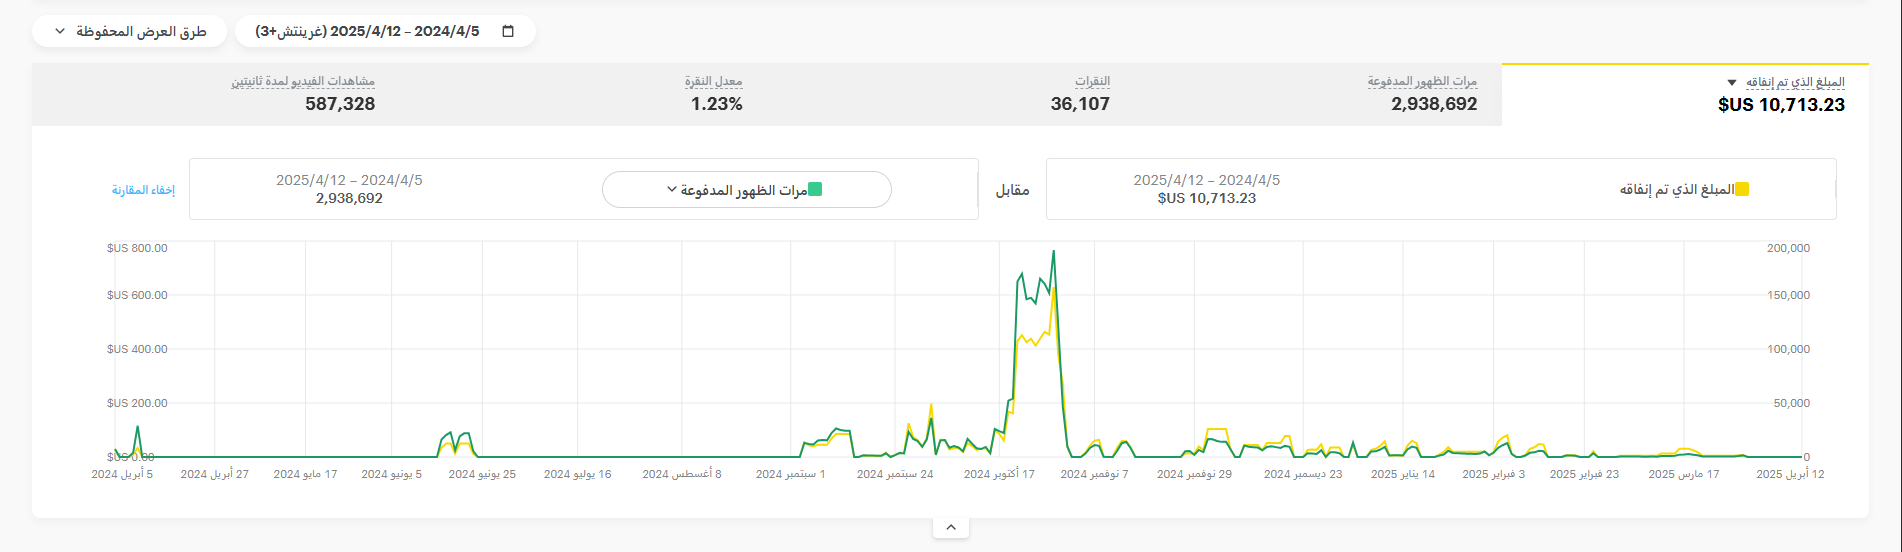 2025/4/12 – 2024/4/5 (غرينتش+3)
طرق العرض المحفوظة
المبلغ الذي تم إنفاقه
$US 10,713.23
مرات الظهور المدفوعة
2,938,692
النقرات
36,107
معدل النقرة
1.23%
مشاهدات الفيديو لمدة ثانيتين
587,328
المبلغ الذي تم إنفاقه
2025/4/12 – 2024/4/5
$US 10,713.23
مقابل
مرات الظهور المدفوعة
2025/4/12 – 2024/4/5
2,938,692
إخفاء المقارنة
$US 800.00
$US 600.00
$US 400.00
$US 200.00
$US 0.00
200,000
150,000
100,000
50,000
0
5 أبريل 2024
27 أبريل 2024
17 مايو 2024
5 يونيو 2024
25 يونيو 2024
16 يوليو 2024
8 أغسطس 2024
1 سبتمبر 2024
24 سبتمبر 2024
17 أكتوبر 2024
7 نوفمبر 2024
29 نوفمبر 2024
23 ديسمبر 2024
14 يناير 2025
3 فبراير 2025
23 فبراير 2025
17 مارس 2025
12 أبريل 2025